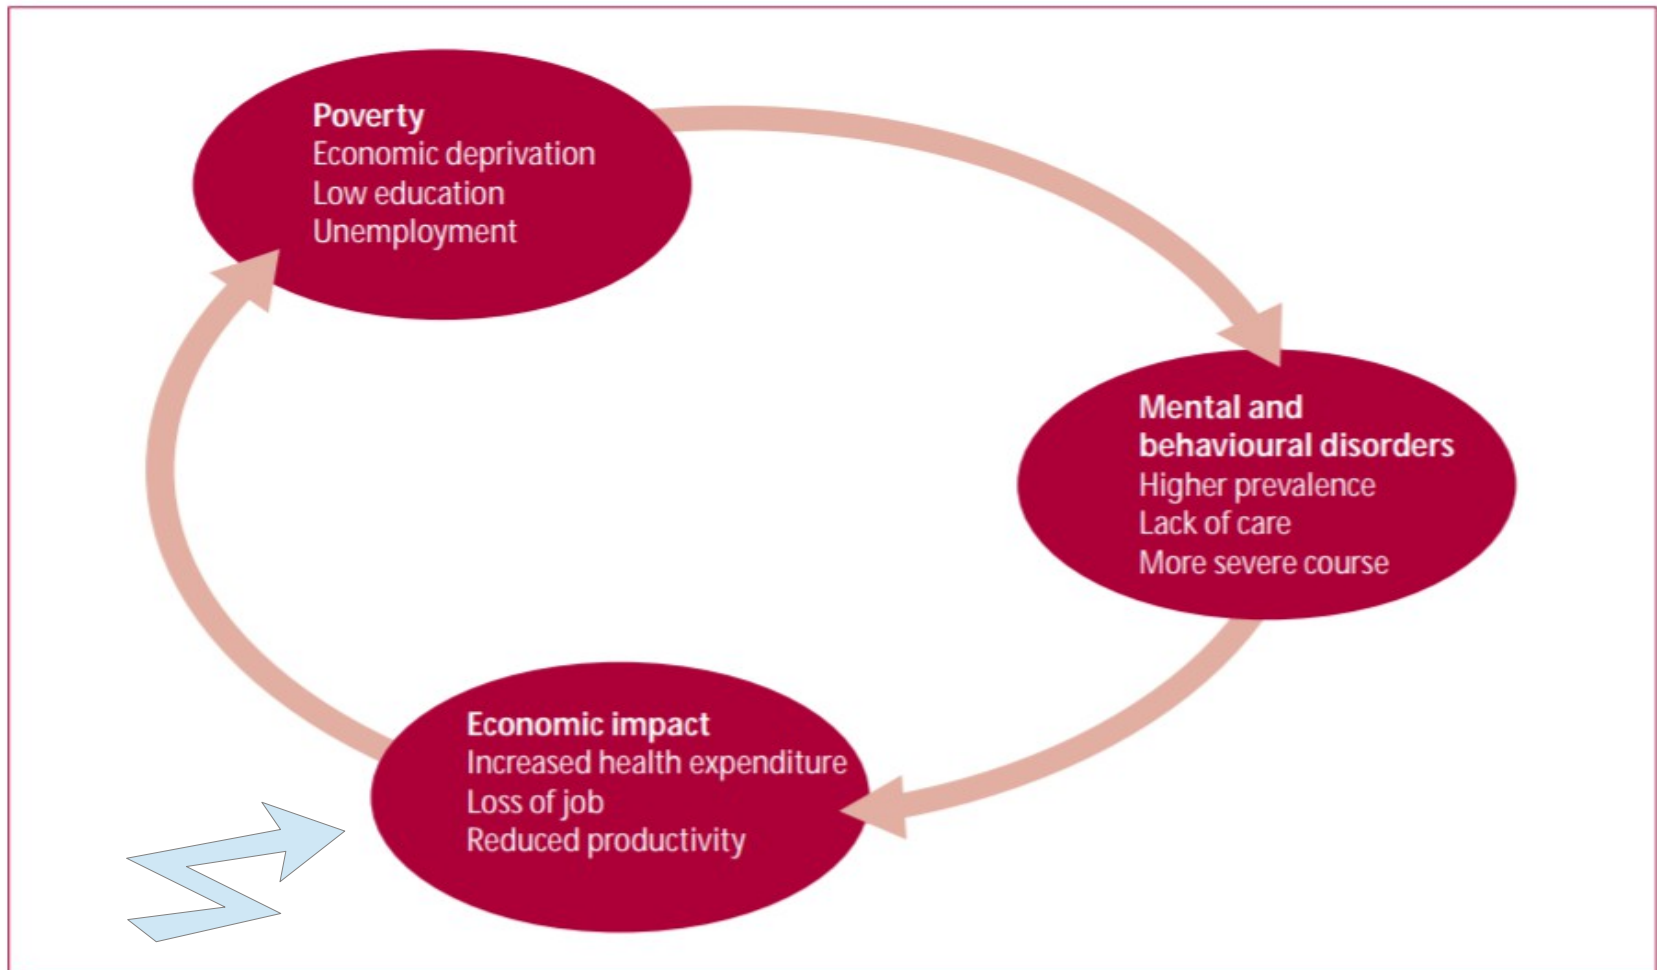 Poverty
Economic deprivation
Low education
Unemployment
Mental and
behavioural disorders
Higher prevalence
Lack of care
More severe course
Economic impact
Increased health expenditure
Loss of job
Reduced productivity